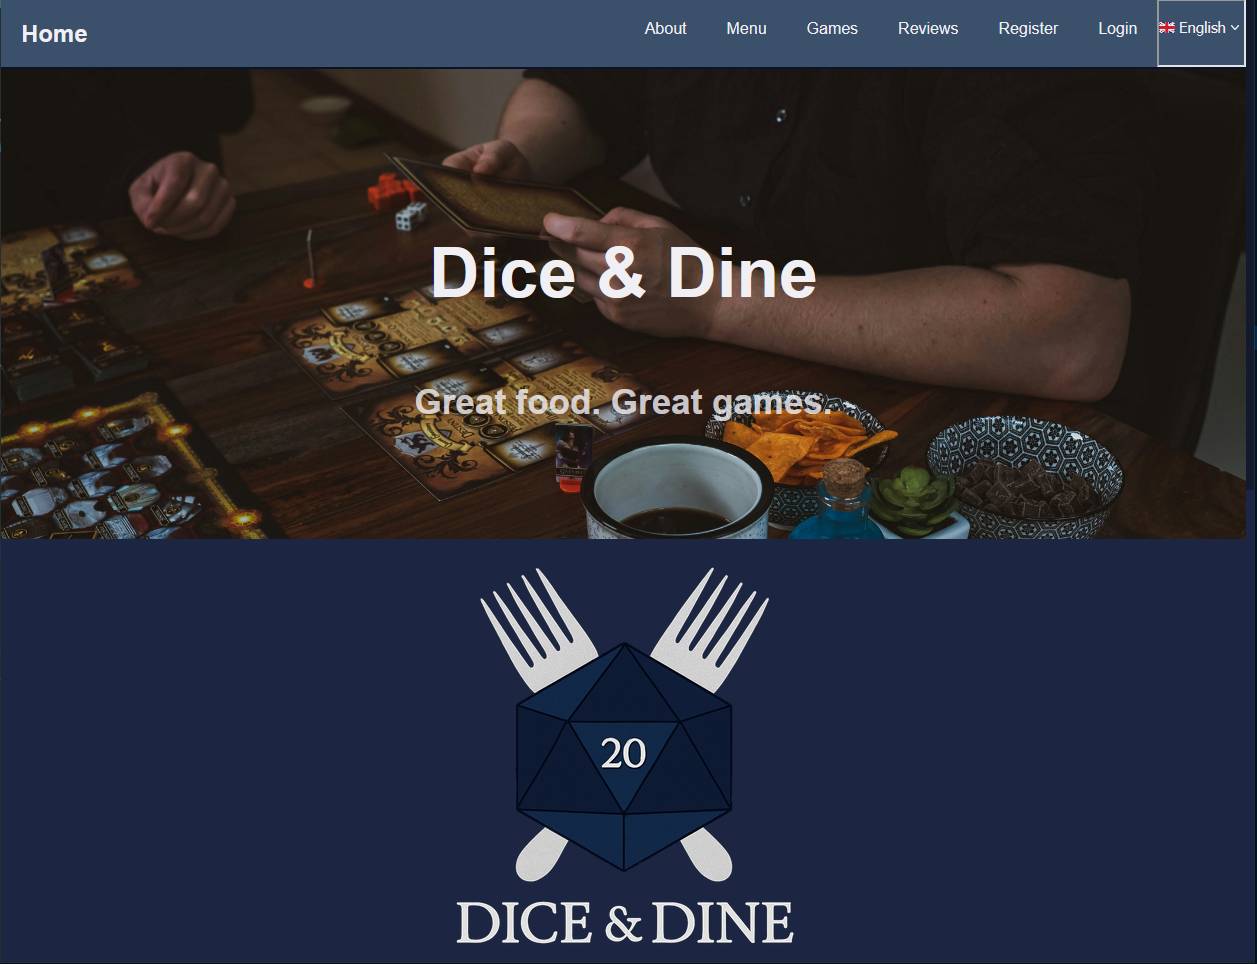 Home
About
Menu
Games
Reviews
Register
Login
English
Dice & Dine
Great food. Great games.
20
DICE & DINE